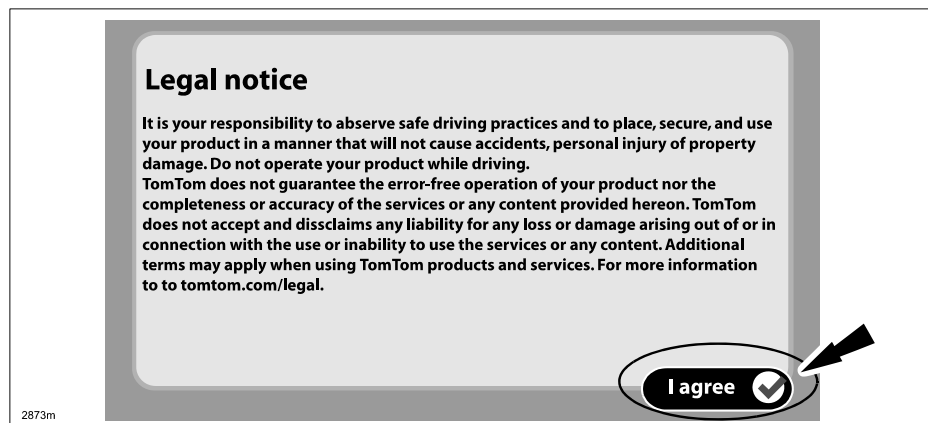 Legal notice
It is your responsibility to abserve safe driving practices and to place, secure, and use
your product in a manner that will not cause accidents, personal injury of property
damage. Do not operate your product while driving.
TomTom does not guarantee the error-free operation of your product nor the
completeness or accuracy of the services or any content provided hereon. TomTom
does not accept and dissclaims any liability for any loss or damage arising out of or in
connection with the use or inability to use the services or any content. Additional
terms may apply when using TomTom products and services. For more information
to to tomtom.com/legal.
I agree
2873m